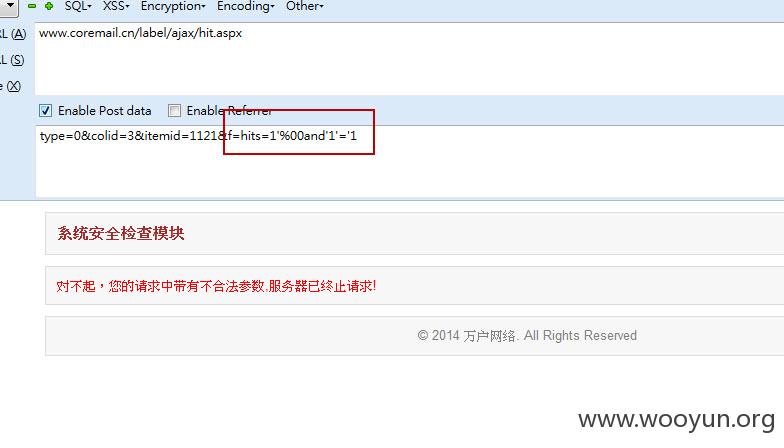 SQL- XSS- Encryption- Encoding- Other-
RL (A) www.coremail.cn/label/ajax/hit.aspx
L (S)
e (X)
Enable Post data Enable Referrer
type=0&colid=3&itemid=1121&f=hits=1'%00and'1'='1
系统安全检查模块
对不起，您的请求中带有不合法参数,服务器已终止请求!
© 2014 万户网络. All Rights Reserved
www.wooyun.org